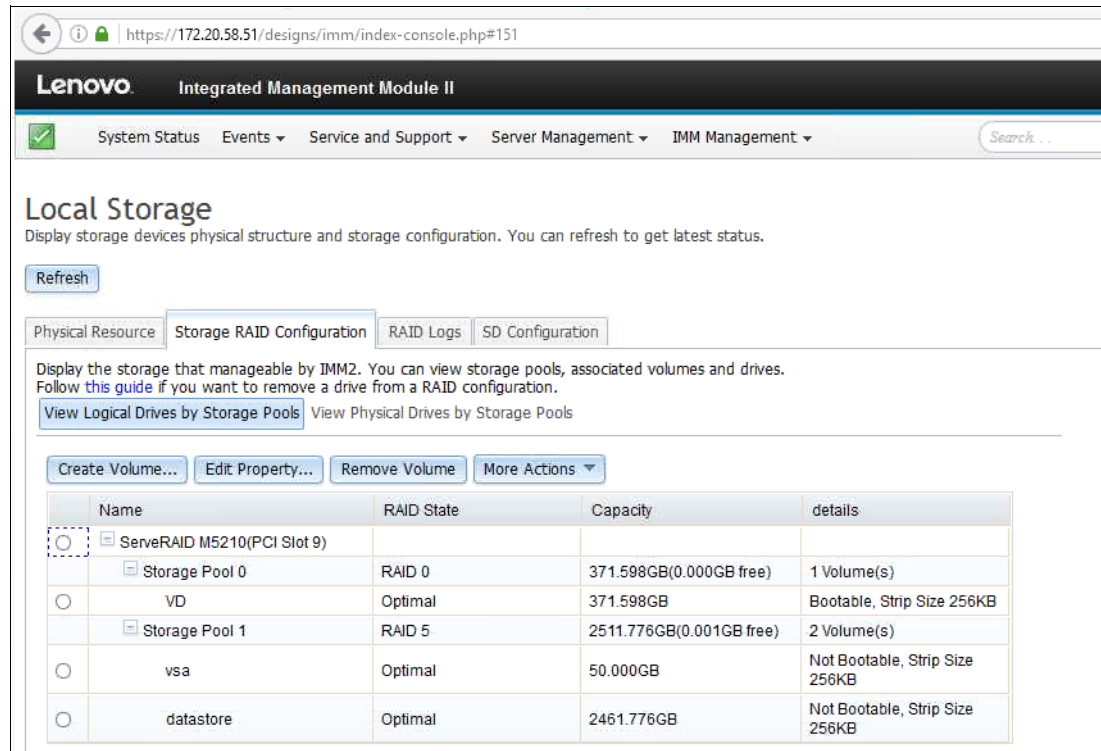 https://172.20.58.51/designs/imm/index-console.php#151
Lenovo Integrated Management Module II
System Status Events Service and Support Server Management IMM Management Search...
Local Storage
Display storage devices physical structure and storage configuration. You can refresh to get latest status.
Refresh
Physical Resource Storage RAID Configuration RAID Logs SD Configuration
Display the storage that manageable by IMM2. You can view storage pools, associated volumes and drives.
Follow this guide if you want to remove a drive from a RAID configuration.
View Logical Drives by Storage Pools View Physical Drives by Storage Pools
Create Volume... Edit Property... Remove Volume More Actions
Name RAID State Capacity details
ServeRAID M5210(PCI Slot 9)
Storage Pool 0 RAID 0 371.598GB(0.000GB free) 1 Volume(s)
VD Optimal 371.598GB Bootable, Strip Size 256KB
Storage Pool 1 RAID 5 2511.776GB(0.001GB free) 2 Volume(s)
vsa Optimal 50.000GB Not Bootable, Strip Size
256KB
datastore Optimal 2461.776GB Not Bootable, Strip Size
256KB